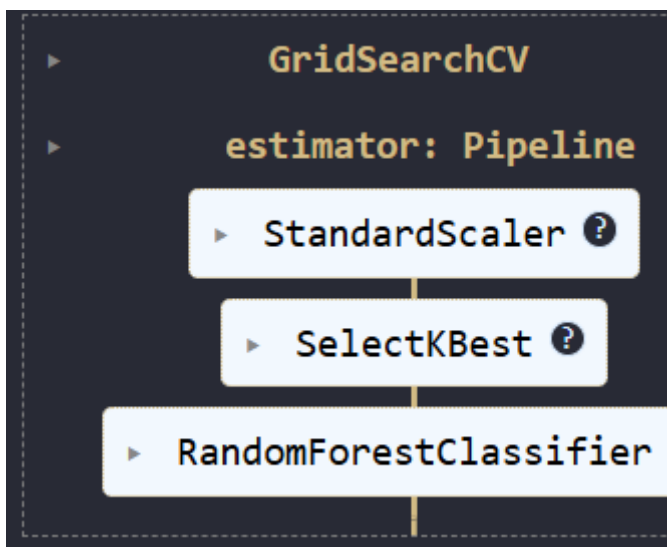 GridSearchCV
estimator: Pipeline
StandardScaler ?
SelectKBest ?
RandomForestClassifier